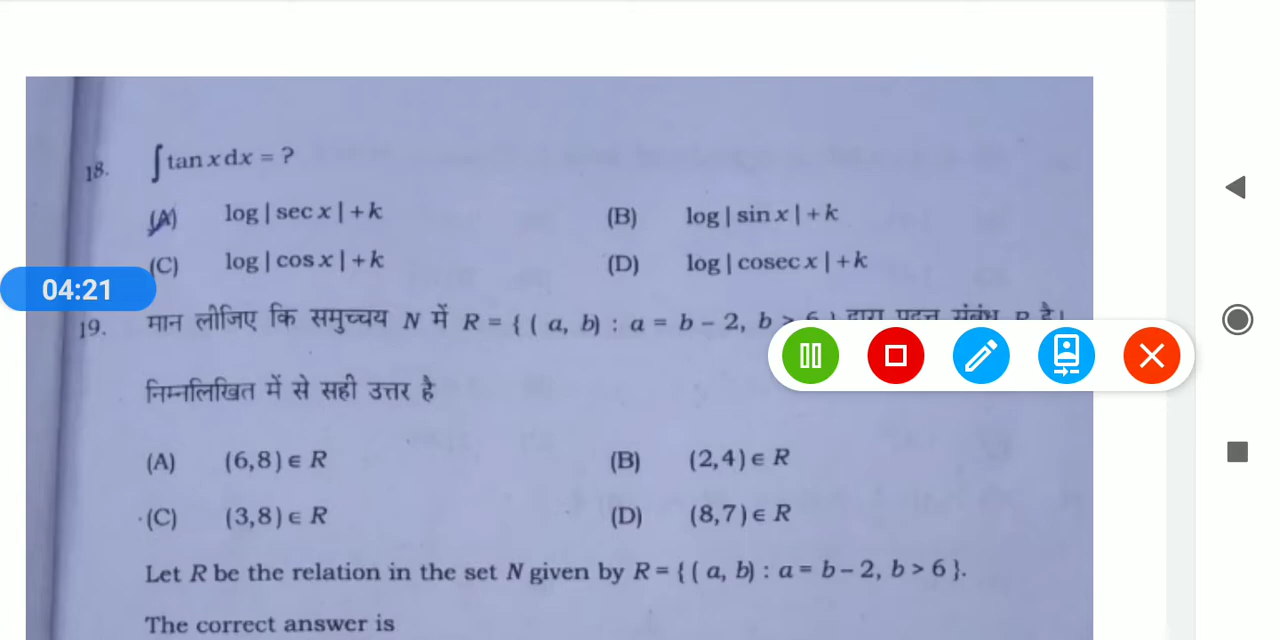 18. ∫tan x dx = ?
(A) log | sec x | + k (B) log | sin x | + k
(C) log | cos x | + k (D) log | cosec x | + k
04:21
19. मान लीजिए कि समुच्चय N में R = { ( a, b) : a = b – 2, b > 6 } द्वारा प्रदत्त संबंध R है।
निम्नलिखित में से सही उत्तर है
(A) (6,8) ∈ R (B) (2,4) ∈ R
(C) (3,8) ∈ R (D) (8,7) ∈ R
Let R be the relation in the set N given by R = { ( a, b) : a = b – 2, b > 6 }.
The correct answer is